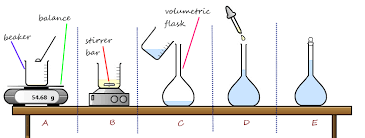 balance
beaker
stirrer
bar
volumetric
flask
54.68 g
A
B
C
D
E